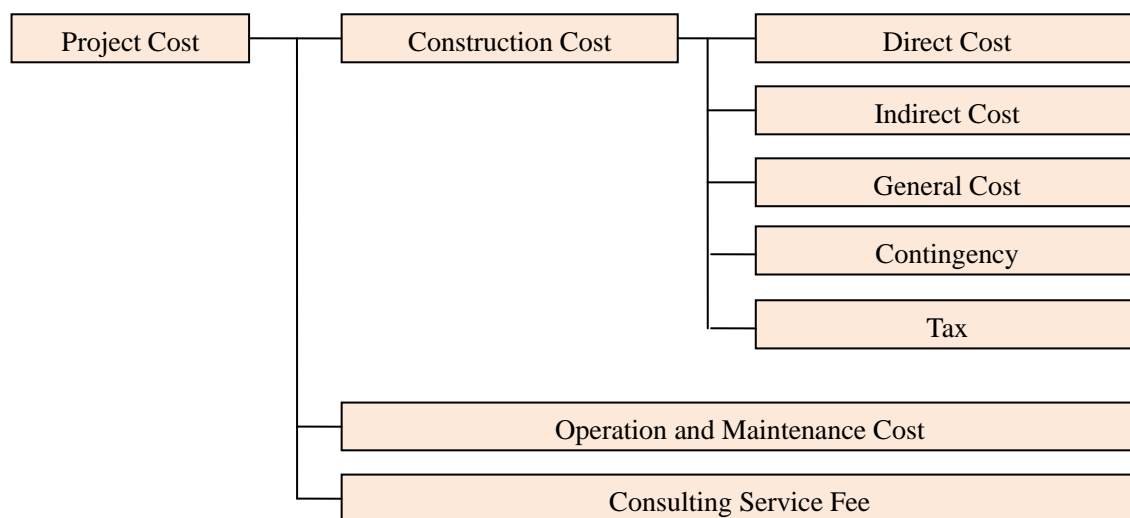 Project Cost
Construction Cost
Direct Cost
Indirect Cost
General Cost
Contingency
Tax
Operation and Maintenance Cost
Consulting Service Fee